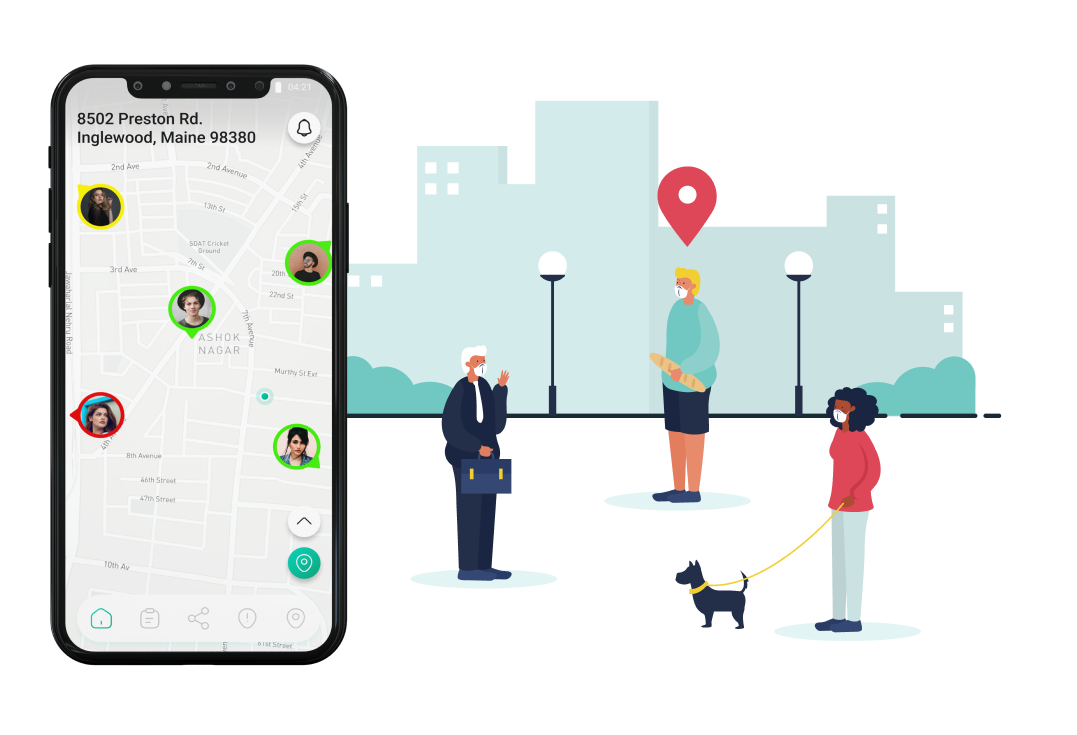 04:21
8502 Preston Rd.
Inglewood, Maine 98380
4th Avenue
2nd Ave
2nd Avenue
15th St
13th St
SDAT Cricket
Ground
7th St
3rd Ave
20th
22nd St
Jawaharlal Nehru Road
7th Avenue
ASHOK
NAGAR
Murthy St Ext
4th
8th Avenue
46th Street
47th Street
10th Av
61st Street